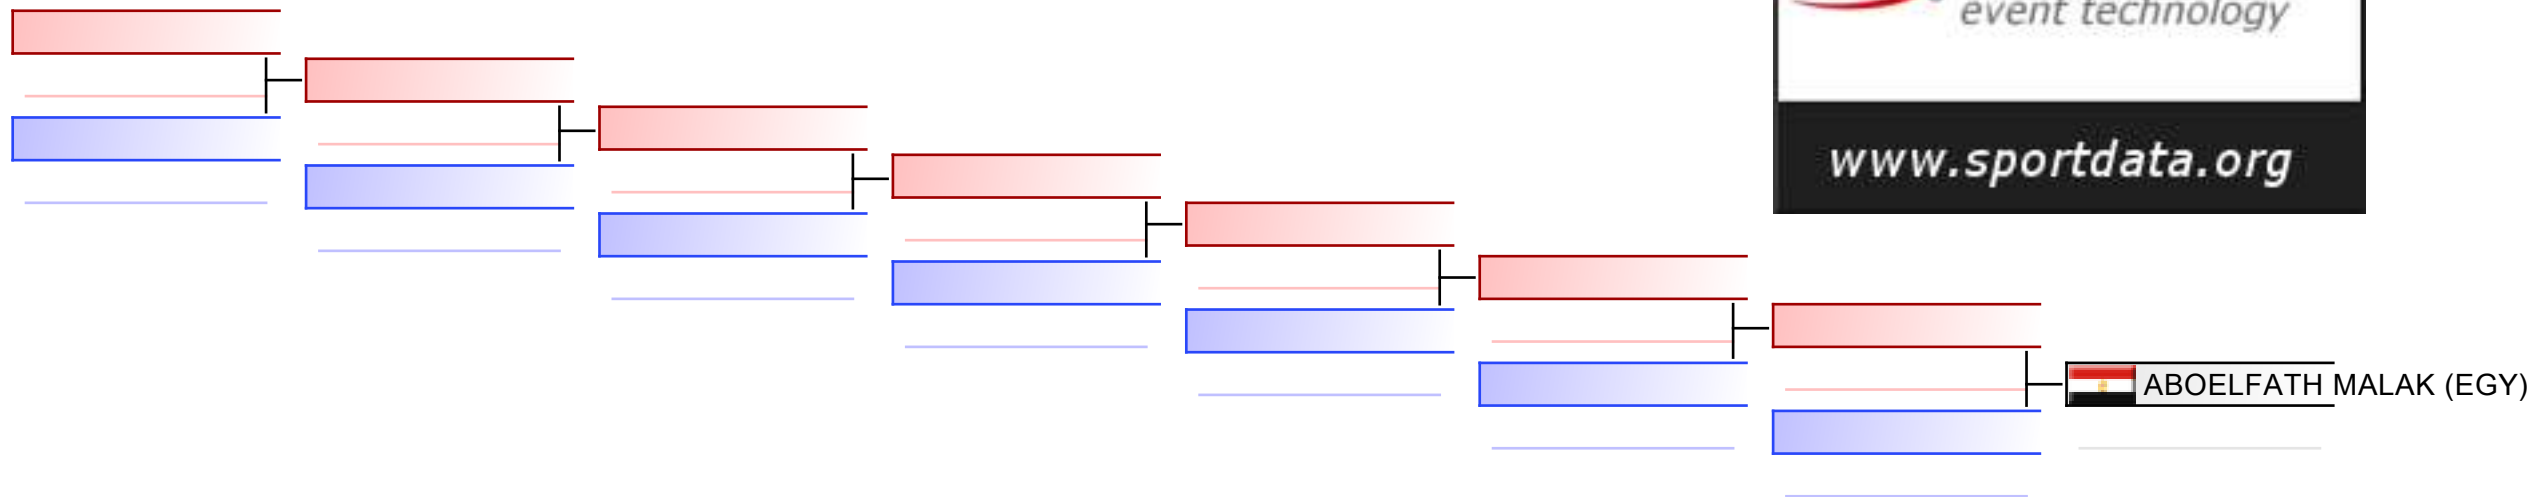 event technology
www.sportdata.org
ABOELFATH MALAK (EGY)